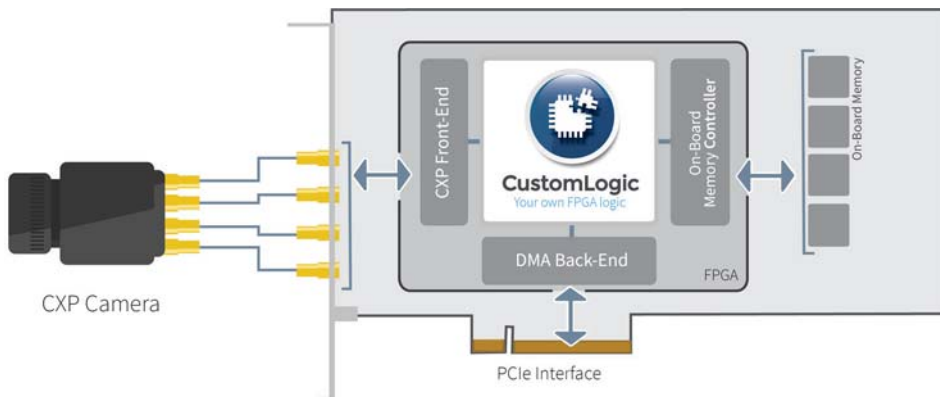 CXP Camera
CXP Front-End
CustomLogic
Your own FPGA logic
On-Board
Memory Controller
DMA Back-End
FPGA
On-Board Memory
PCIe Interface